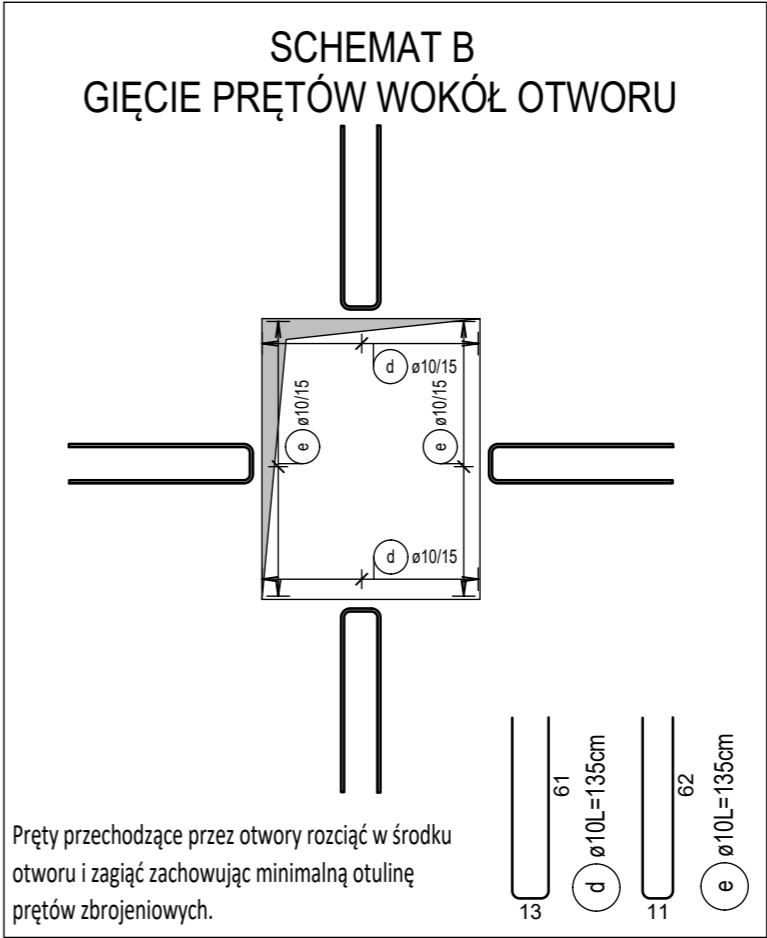 SCHEMAT B
GIĘCIE PRĘTÓW WOKÓŁ OTWORU
d ø10/15
e ø10/15
e ø10/15
d ø10/15
Pręty przechodzące przez otwory rozciąć w środku
otworu i zagiąć zachowując minimalną otulinę
prętów zbrojeniowych.
61
13
d ø10L=135cm
62
11
e ø10L=135cm